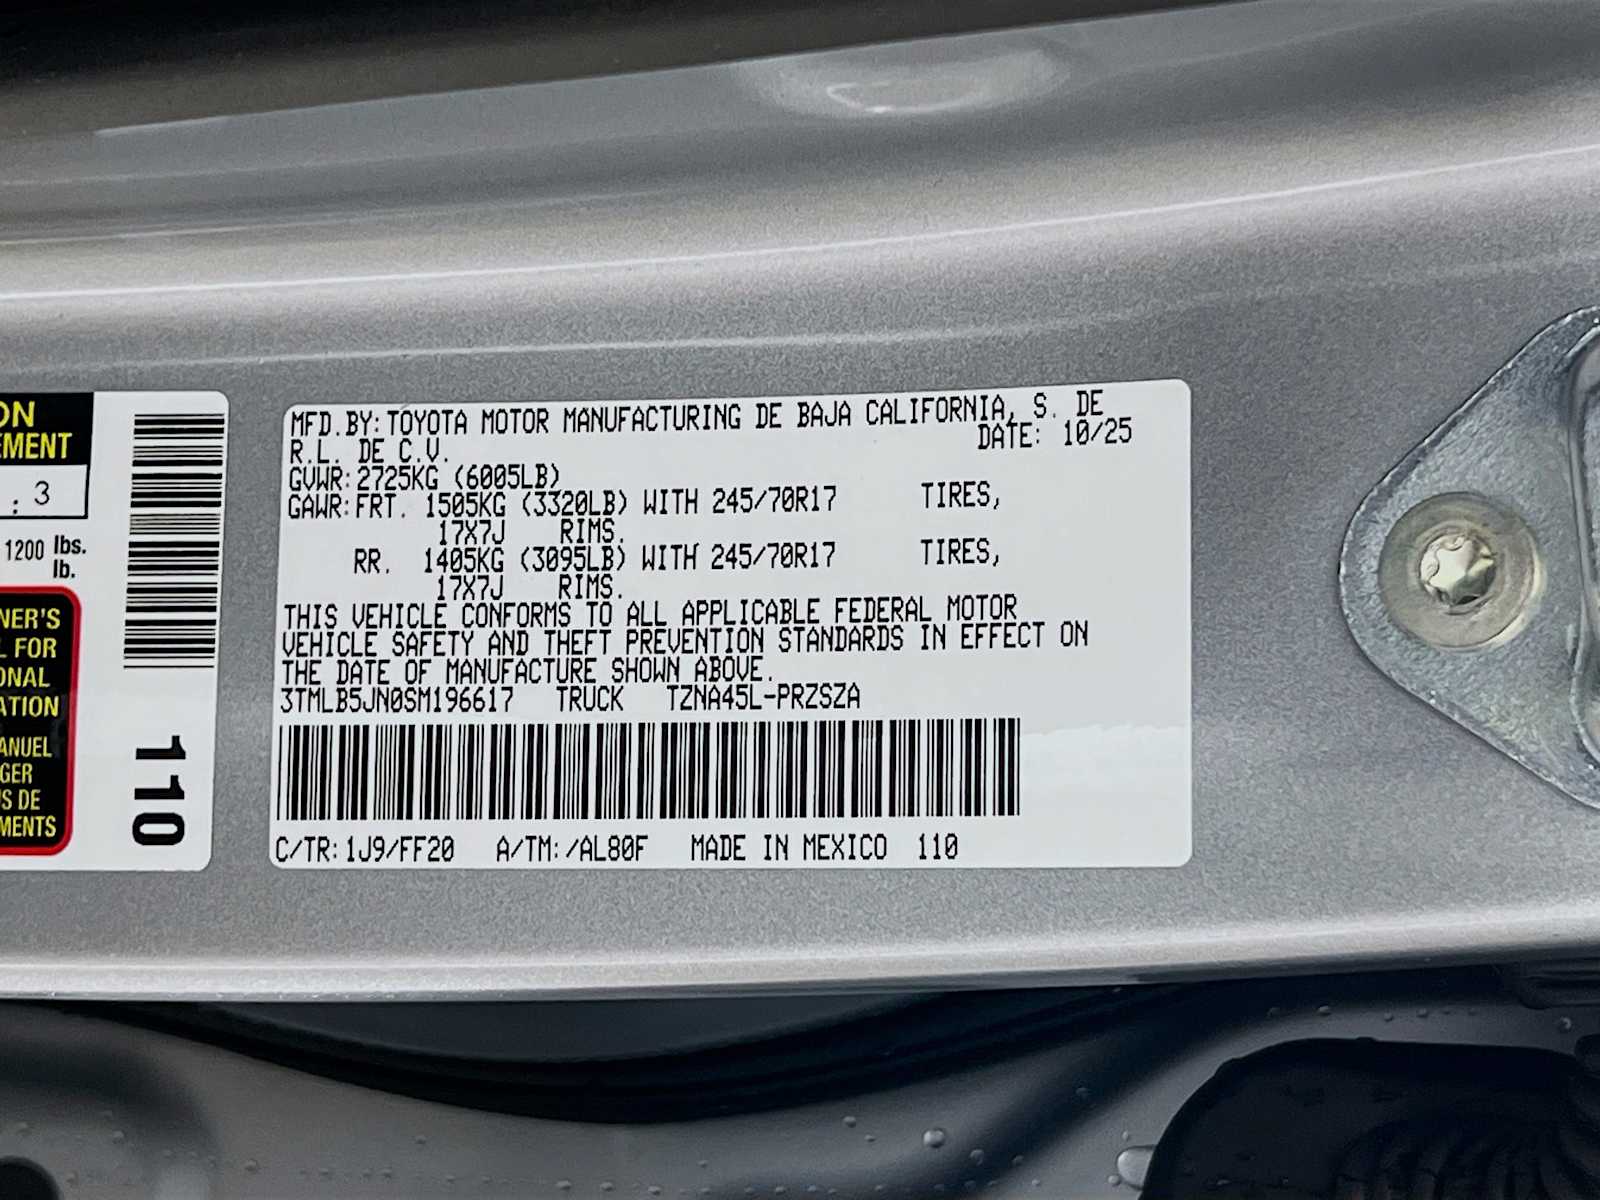 ON
EMENT
: 3
1200 lbs.
lb.
NER'S
L FOR
ONAL
ATION
ANUEL
GER
S DE
MENTS
110
MFD.BY:TOYOTA MOTOR MANUFACTURING DE BAJA CALIFORNIA, S. DE
R.L. DE C.V. DATE: 10/25
GVWR:2725KG (6005LB)
GAWR:FRT. 1505KG (3320LB) WITH 245/70R17 TIRES,
17X7J RIMS.
RR. 1405KG (3095LB) WITH 245/70R17 TIRES,
17X7J RIMS.
THIS VEHICLE CONFORMS TO ALL APPLICABLE FEDERAL MOTOR
VEHICLE SAFETY AND THEFT PREVENTION STANDARDS IN EFFECT ON
THE DATE OF MANUFACTURE SHOWN ABOVE.
3TMLB5JN0SM196617 TRUCK TZNA45L-PRZSZA
C/TR:1J9/FF20 A/TM:/AL80F MADE IN MEXICO 110